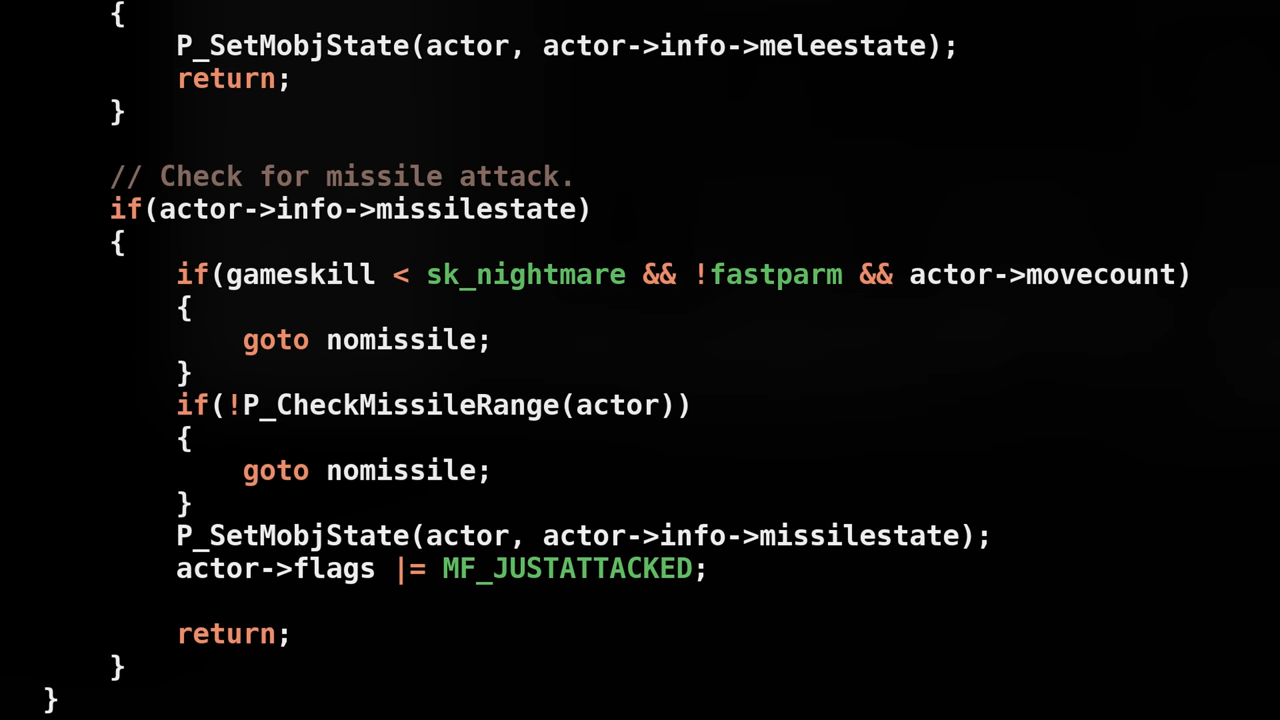 {
P_SetMobjState(actor, actor->info->meleestate);
return;
}
// Check for missile attack.
if(actor->info->missilestate)
{
if(gameskill < sk_nightmare && !fastparm && actor->movecount)
{
goto nomissile;
}
if(!P_CheckMissileRange(actor))
{
goto nomissile;
}
P_SetMobjState(actor, actor->info->missilestate);
actor->flags |= MF_JUSTATTACKED;
return;
}
}